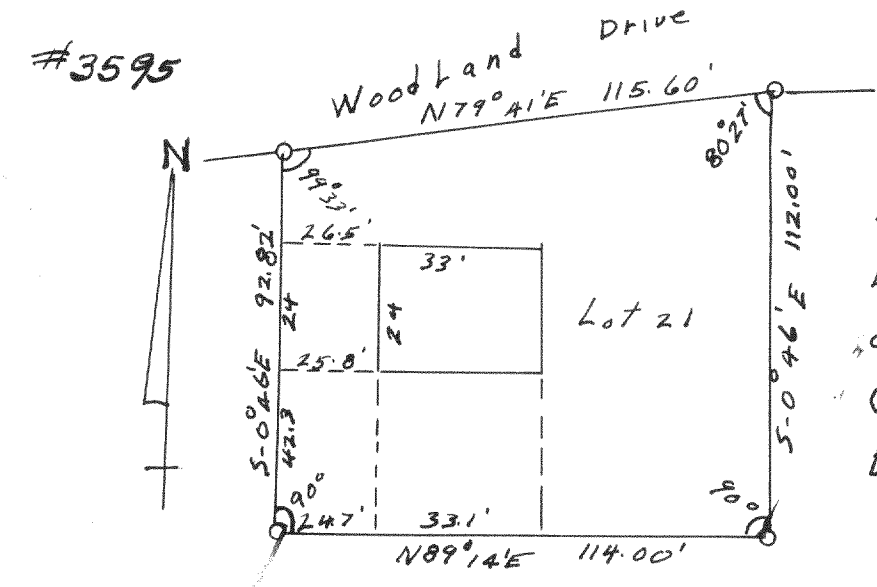 #3595
Woodland Drive
N79°41'E 115.60'
N
99°33'
80°27'
26.5'
33'
S-0°46'E 92.82'
24
24
Lot 21
S-0°46'E 112.00'
25.8'
42.3
90°
90°
24.7'
33.1'
N89°14'E 114.00'